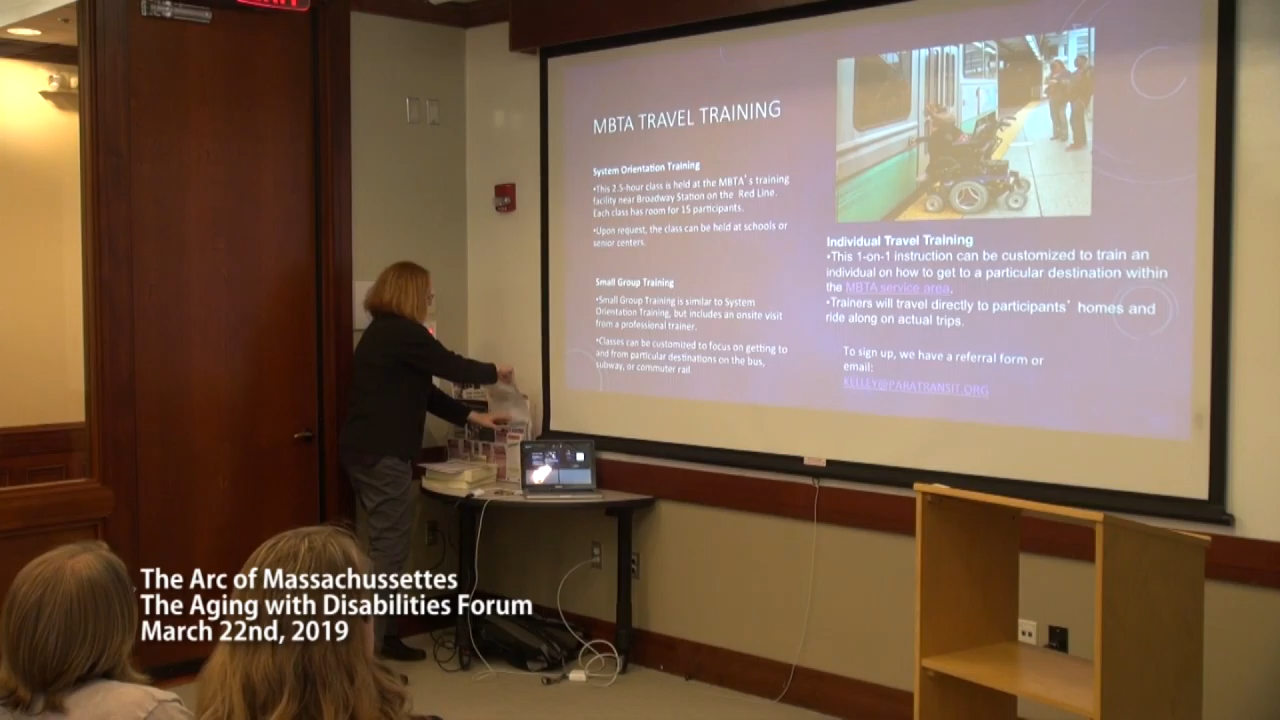 EXIT
MBTA TRAVEL TRAINING
System Orientation Training
•This 2.5-hour class is held at the MBTA's training
facility near Broadway Station on the Red Line.
Each class has room for 15 participants.
•Upon request, the class can be held at schools or
senior centers.
Small Group Training
•Small Group Training is similar to System
Orientation Training, but includes an onsite visit
from a professional trainer.
•Classes can be customized to focus on getting to
and from particular destinations on the bus,
subway, or commuter rail
Individual Travel Training
•This 1-on-1 instruction can be customized to train an
individual on how to get to a particular destination within
the MBTA service area.
•Trainers will travel directly to participants' homes and
ride along on actual trips.
To sign up, we have a referral form or
email:
KELLEY@PARATRANSIT.ORG
The Arc of Massachussettes
The Aging with Disabilities Forum
March 22nd, 2019